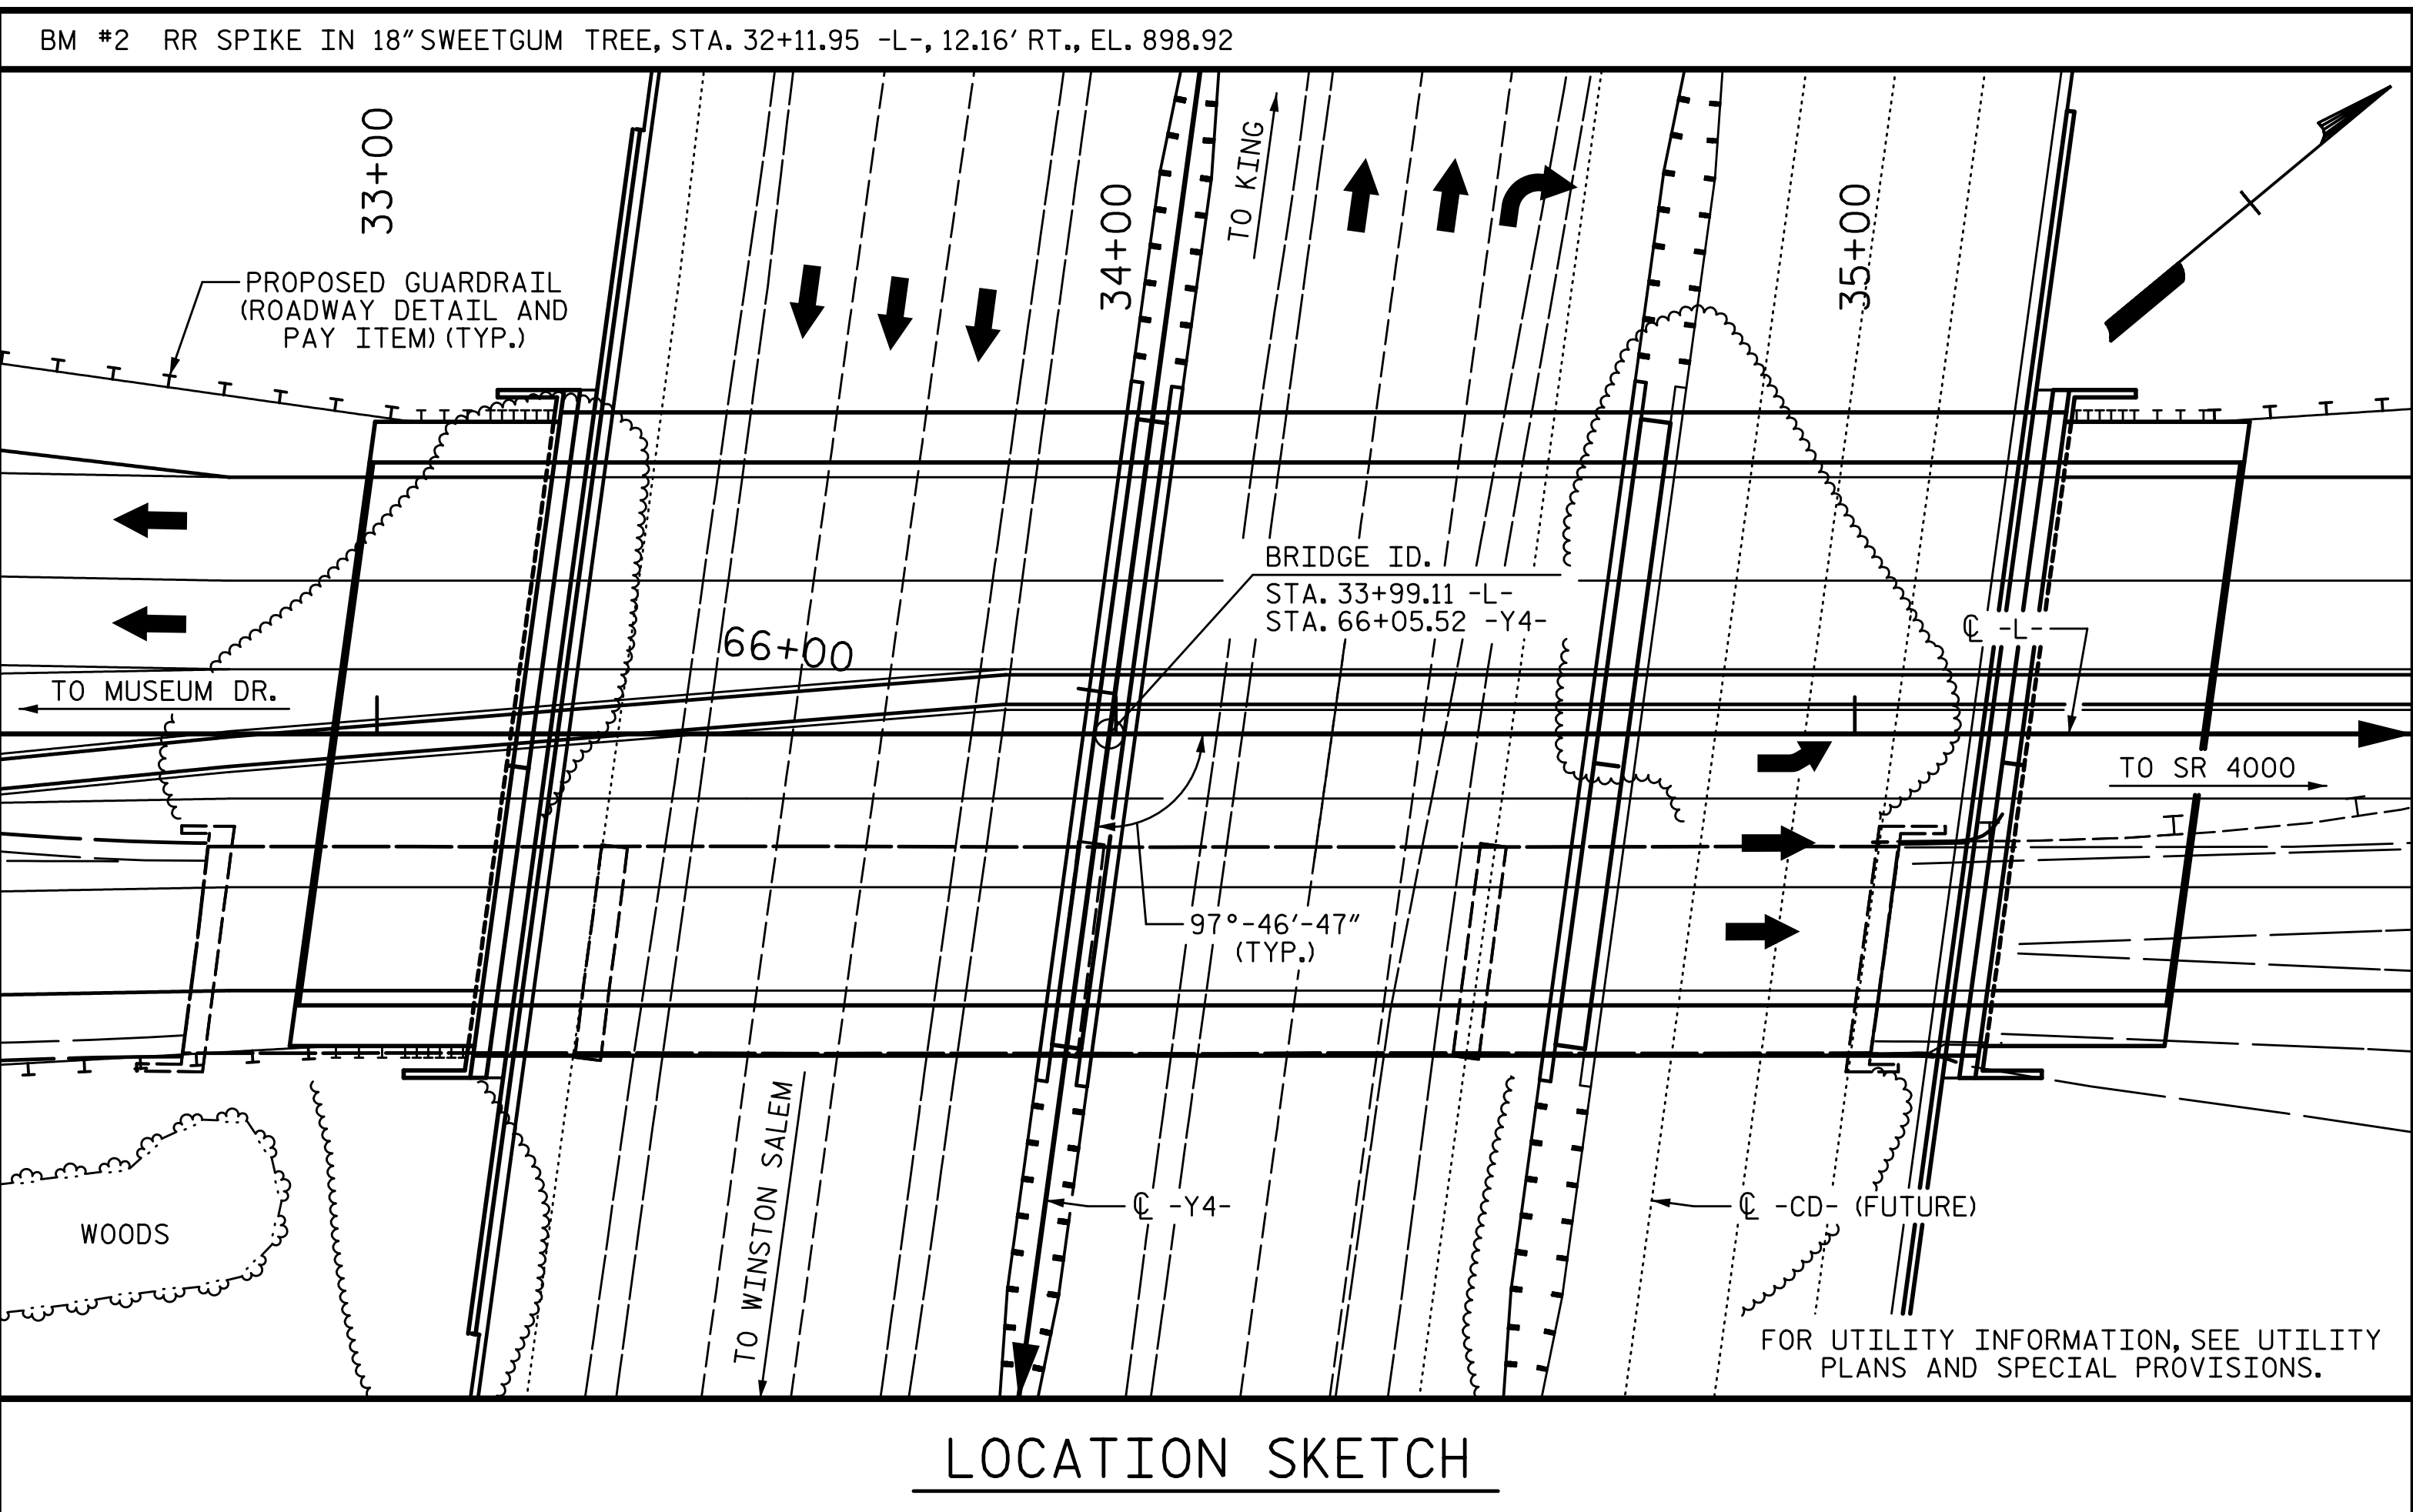 BM #2 RR SPIKE IN 18" SWEETGUM TREE, STA. 32+11.95 -L-, 12.16' RT., EL. 898.92
33+00
34+00
35+00
TO KING
PROPOSED GUARDRAIL
(ROADWAY DETAIL AND
PAY ITEM) (TYP.)
BRIDGE ID.
STA. 33+99.11 -L-
STA. 66+05.52 -Y4-
66+00
℄ -L-
TO MUSEUM DR.
TO SR 4000
97°-46'-47"
(TYP.)
TO WINSTON SALEM
℄ -Y4-
℄ -CD- (FUTURE)
WOODS
FOR UTILITY INFORMATION, SEE UTILITY
PLANS AND SPECIAL PROVISIONS.
LOCATION SKETCH